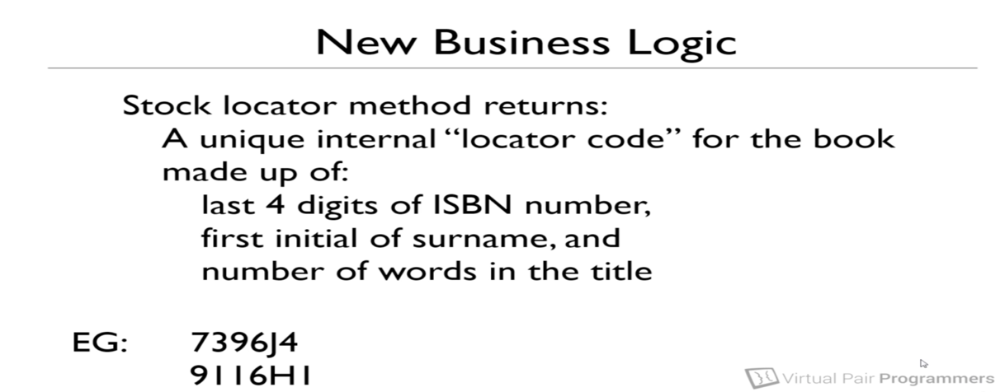 New Business Logic
Stock locator method returns:
A unique internal “locator code” for the book
made up of:
last 4 digits of ISBN number,
first initial of surname, and
number of words in the title
EG: 7396J4
9116H1
Virtual Pair Programmers